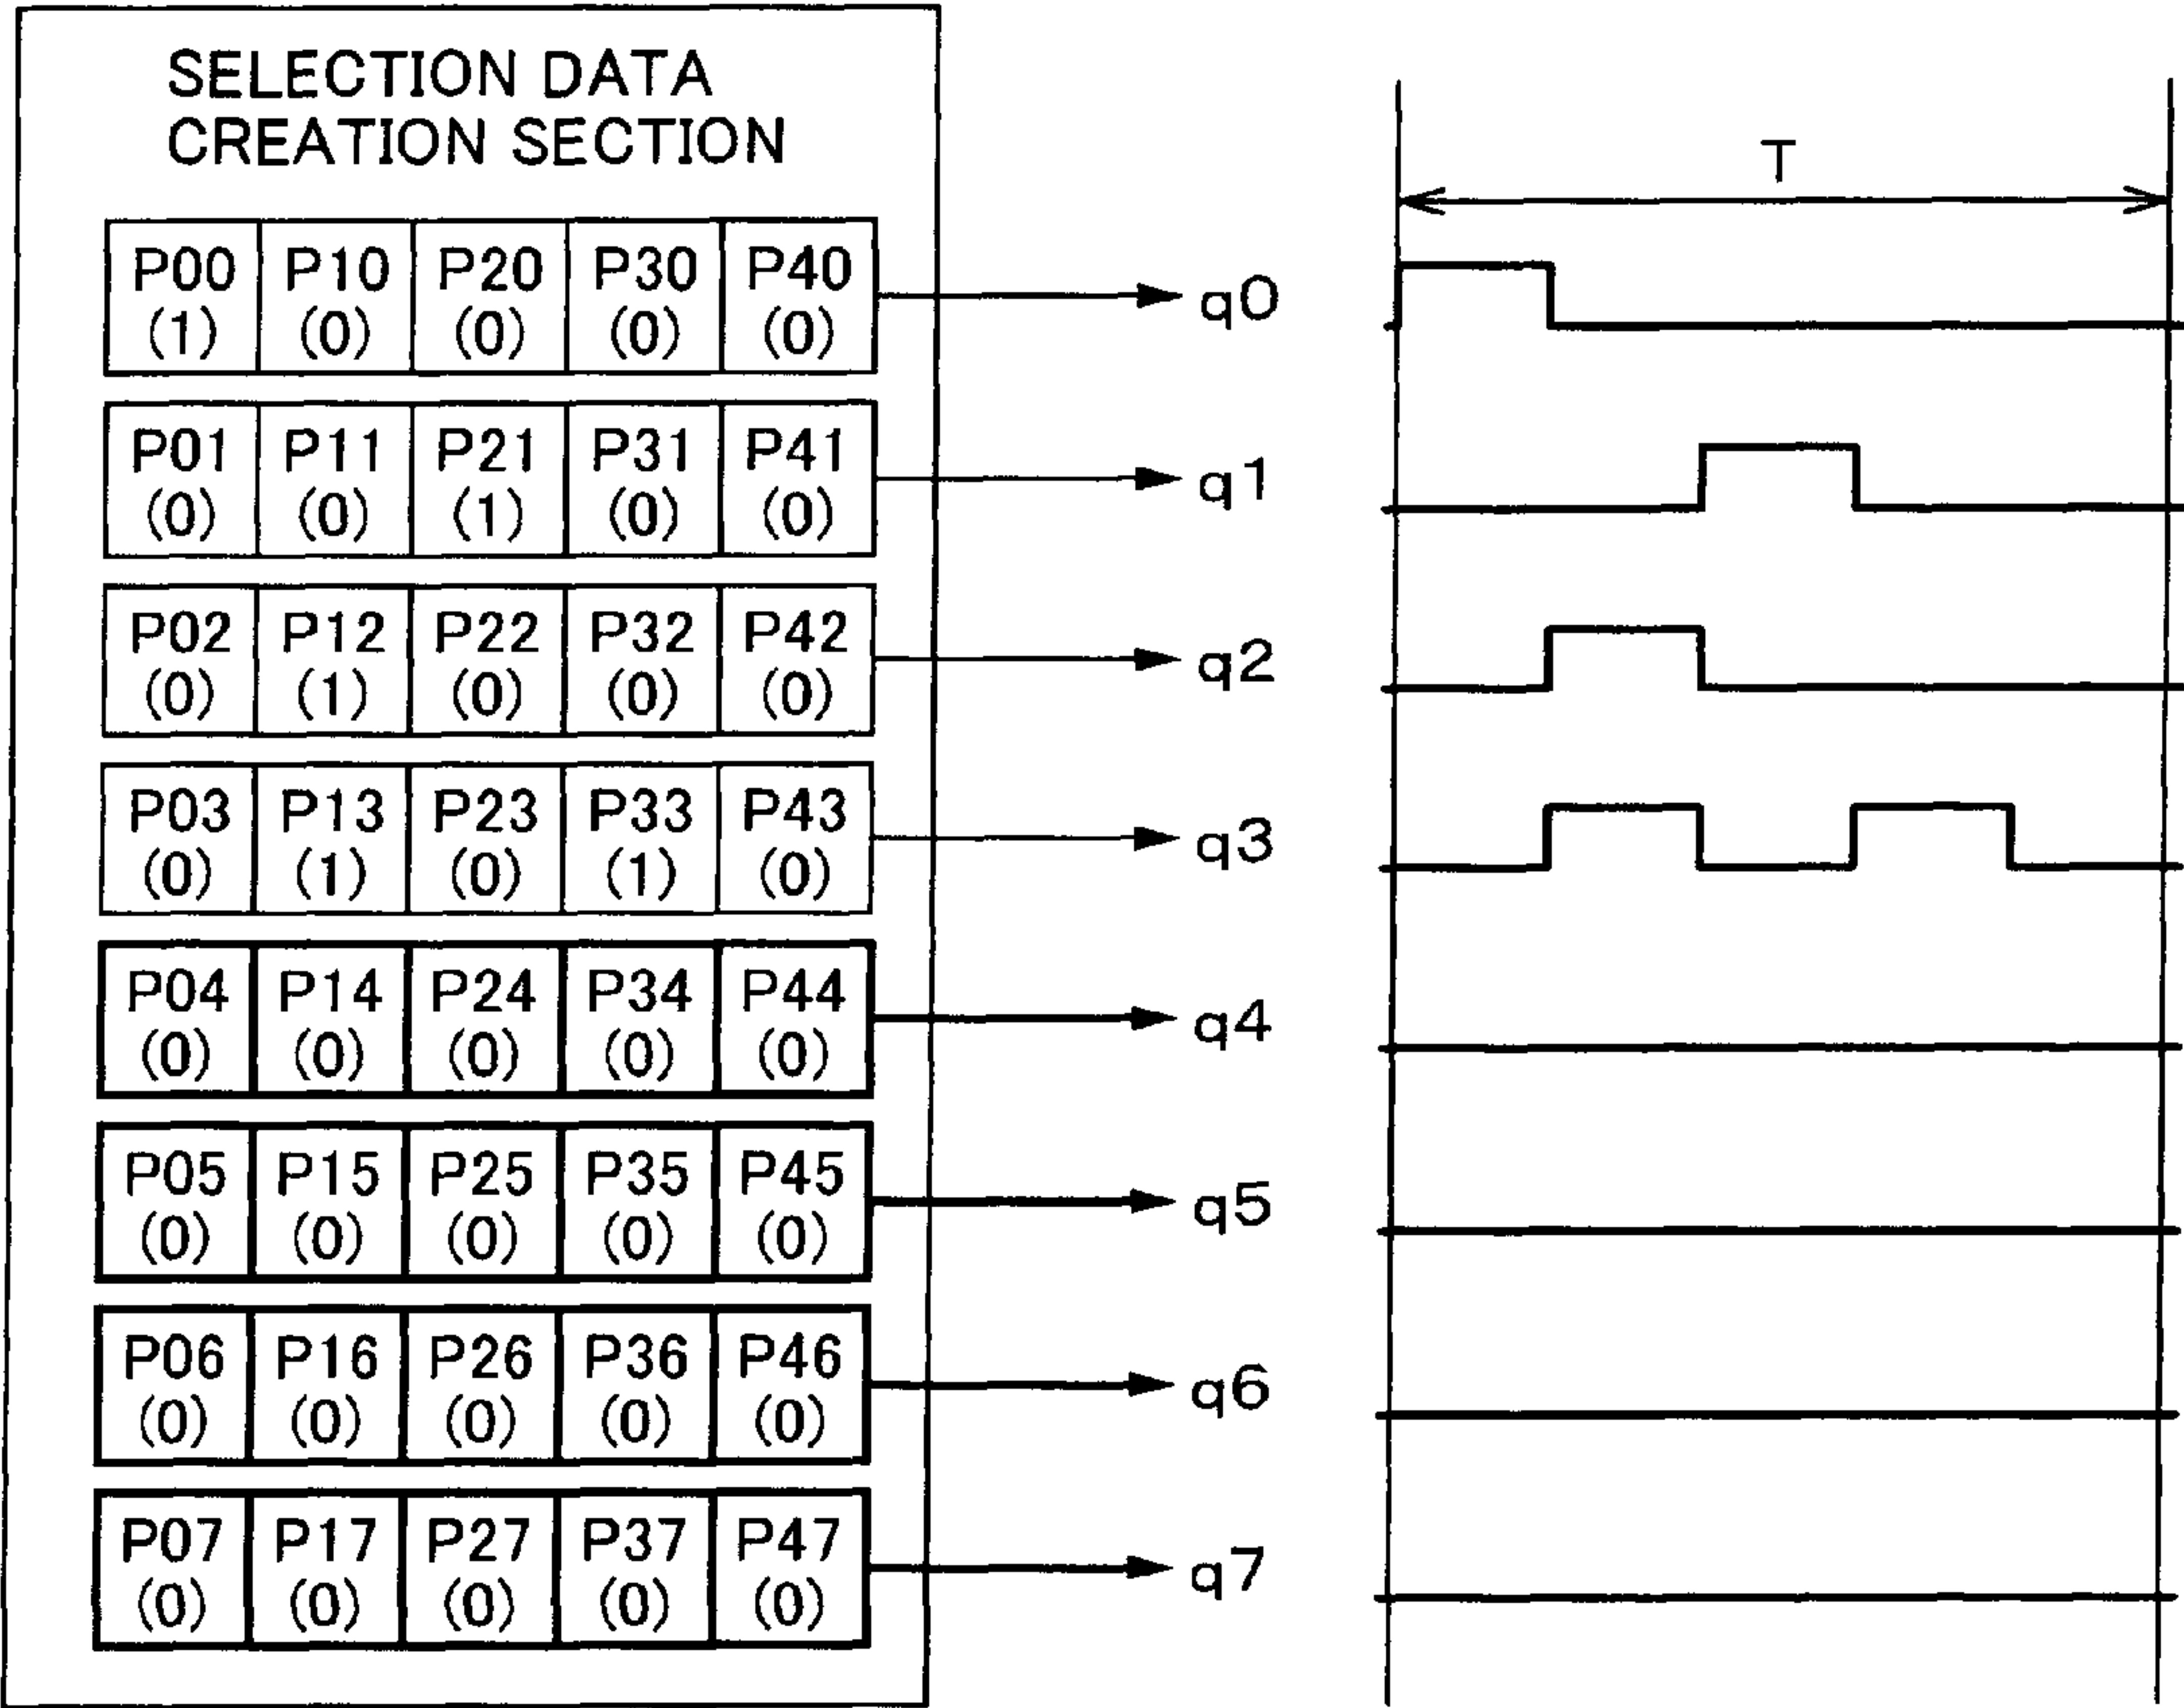 SELECTION DATA
CREATION SECTION
T
P00 P10 P20 P30 P40
(1) (0) (0) (0) (0)
q0
P01 P11 P21 P31 P41
(0) (0) (1) (0) (0)
q1
P02 P12 P22 P32 P42
(0) (1) (0) (0) (0)
q2
P03 P13 P23 P33 P43
(0) (1) (0) (1) (0)
q3
P04 P14 P24 P34 P44
(0) (0) (0) (0) (0)
q4
P05 P15 P25 P35 P45
(0) (0) (0) (0) (0)
q5
P06 P16 P26 P36 P46
(0) (0) (0) (0) (0)
q6
P07 P17 P27 P37 P47
(0) (0) (0) (0) (0)
q7